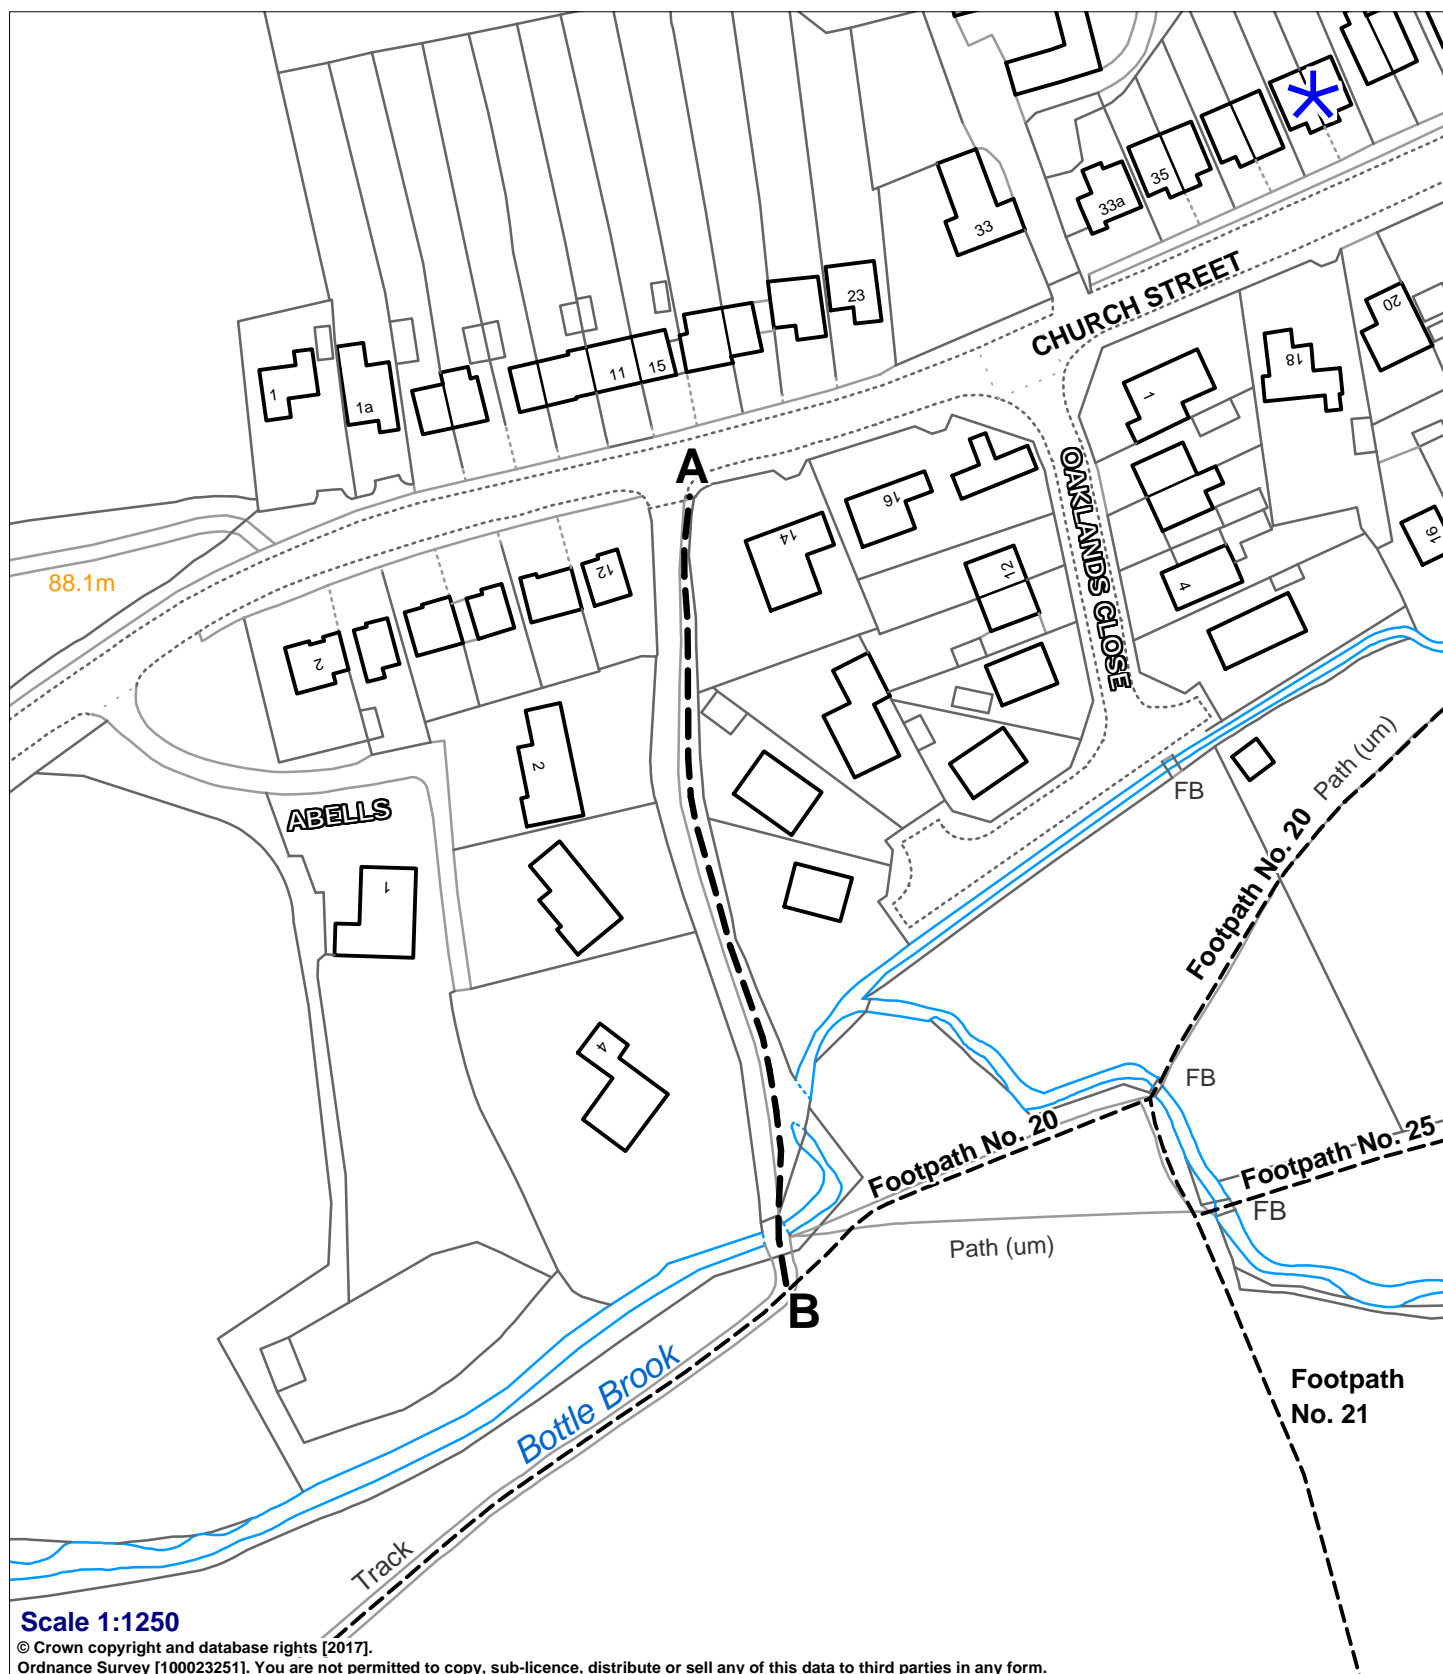 35
33a
33
CHURCH STREET
23
20
18
1
1
1a
11
15
A
OAKLANDS CLOSE
16
14
16
12
12
4
88.1m
2
2
Path (um)
FB
ABELLS
Footpath No. 20
1
4
FB
Footpath No. 20
Footpath No. 25
FB
Path (um)
B
Bottle Brook
Footpath
No. 21
Track
Scale 1:1250
© Crown copyright and database rights [2017].
Ordnance Survey [100023251]. You are not permitted to copy, sub-licence, distribute or sell any of this data to third parties in any form.